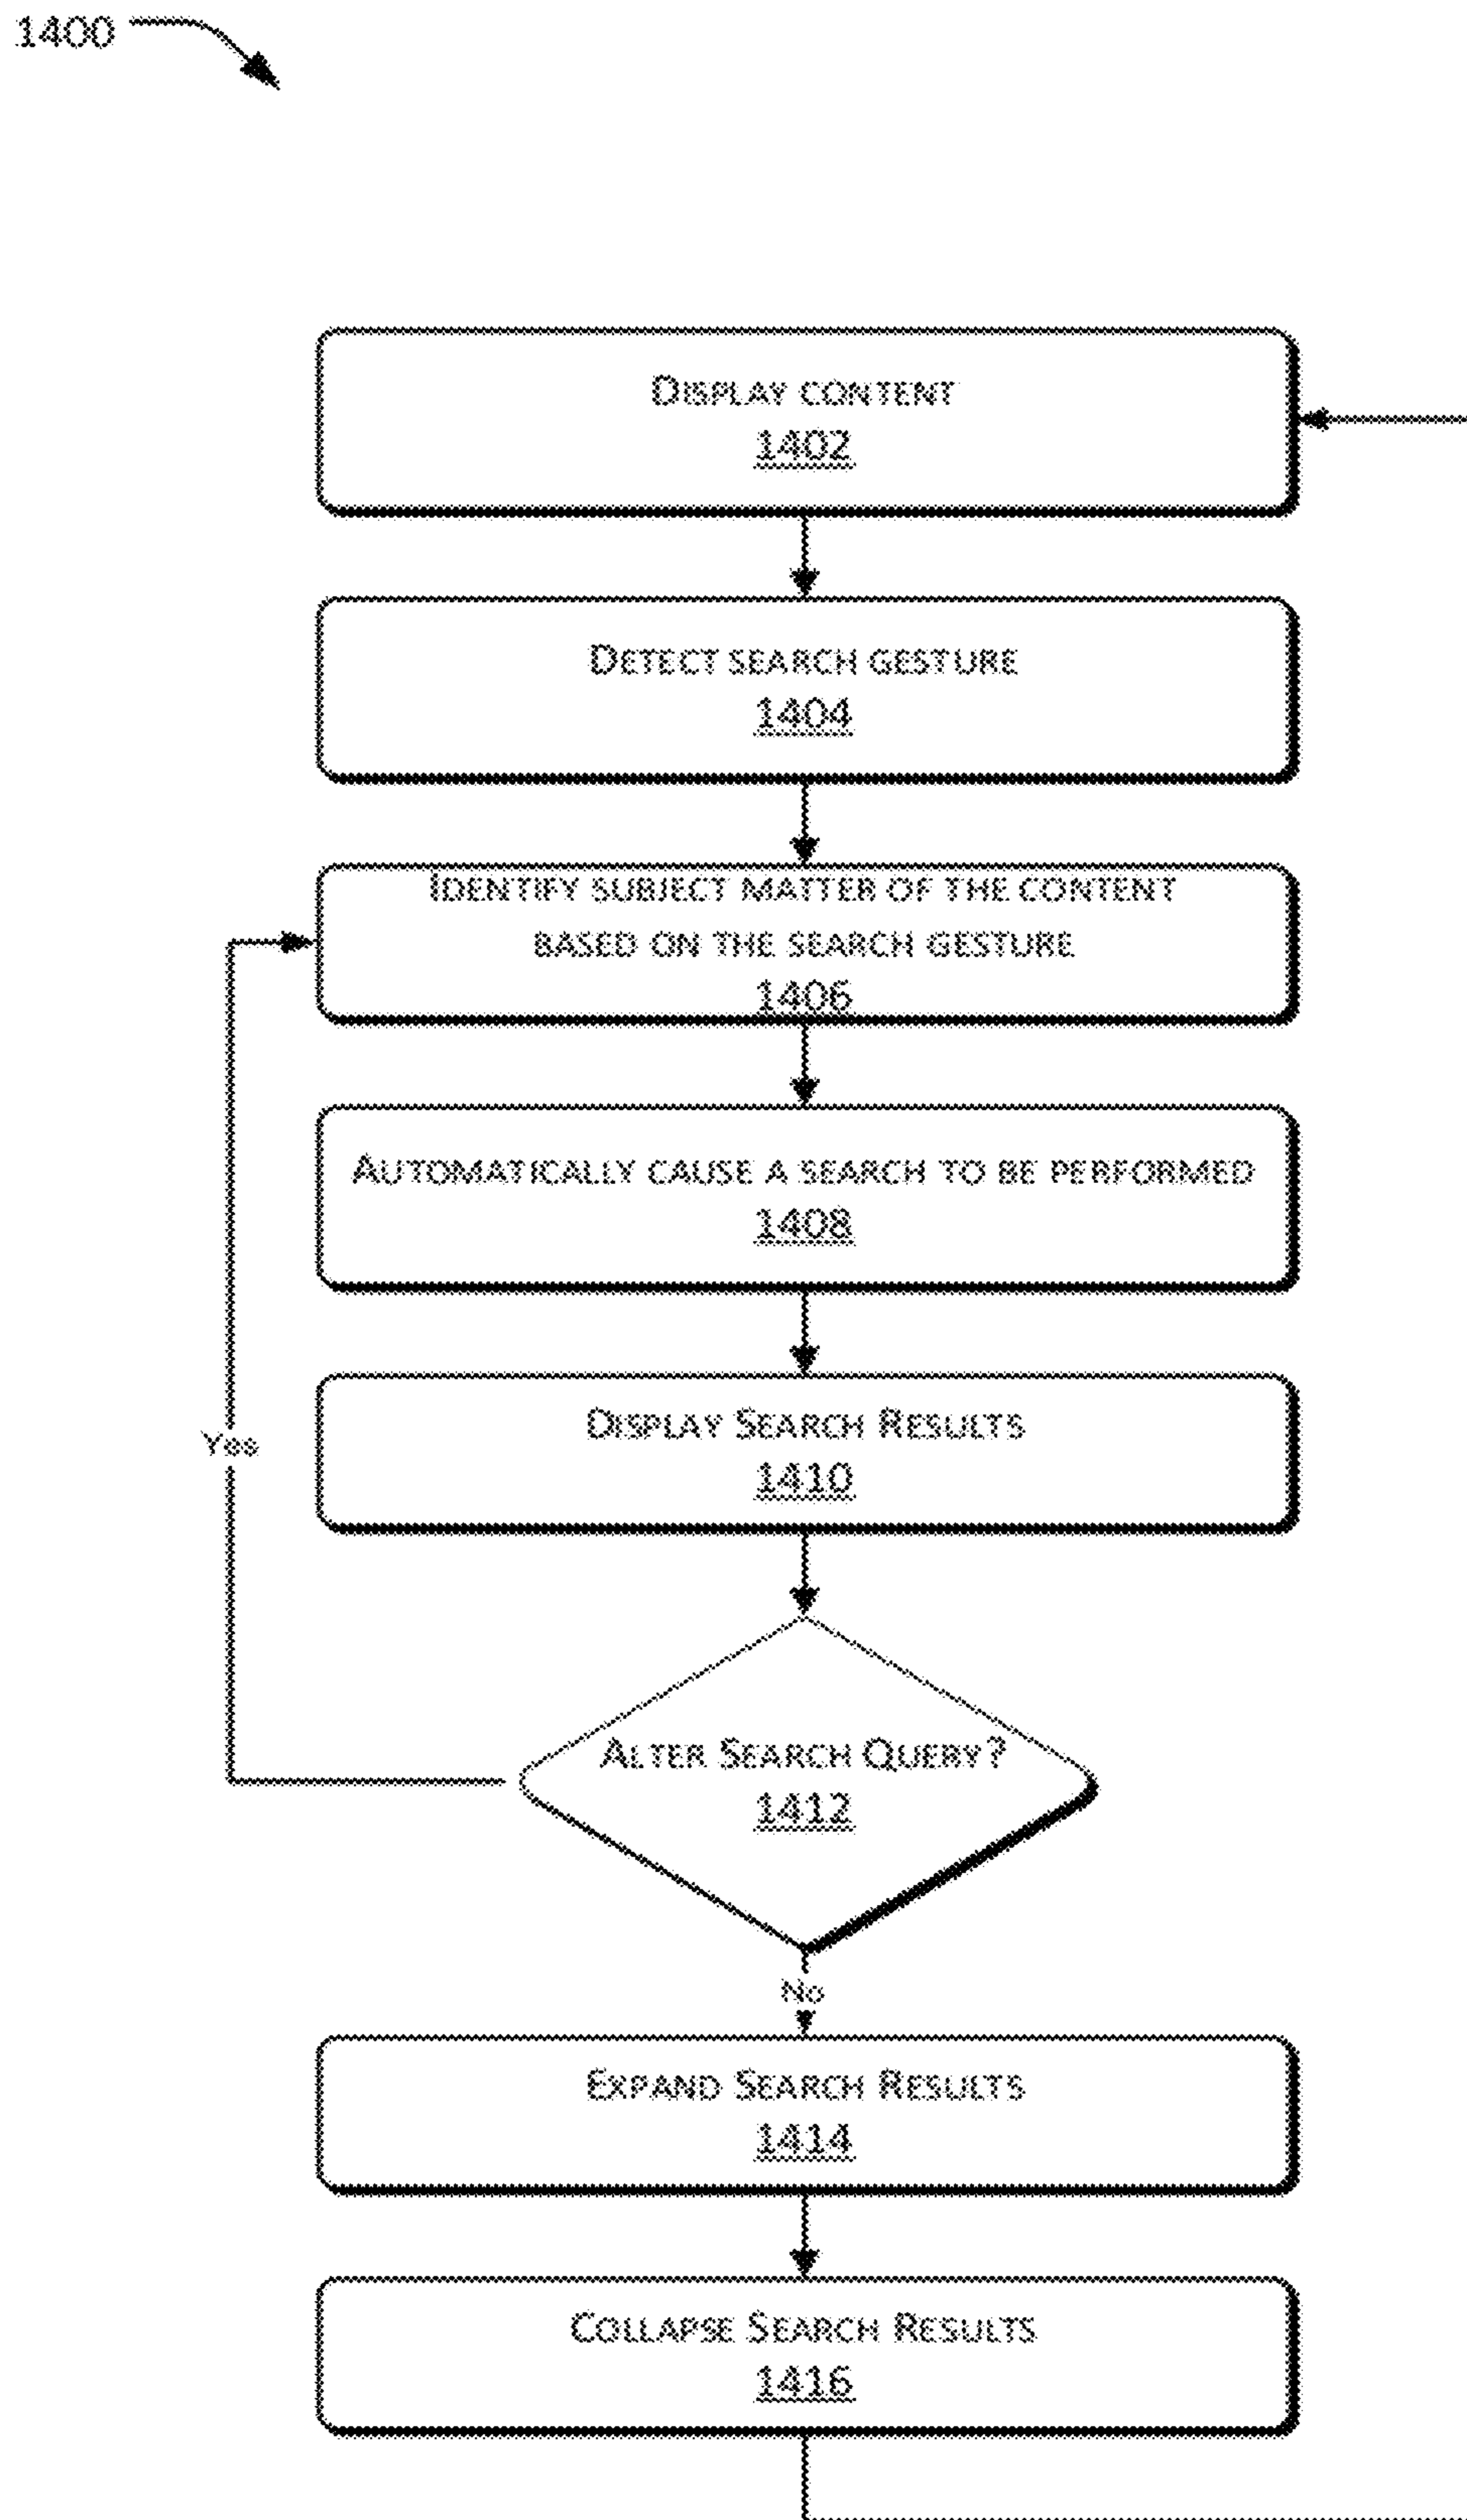 1400
DISPLAY CONTENT
1402
DETECT SEARCH GESTURE
1404
IDENTIFY SUBJECT MATTER OF THE CONTENT
BASED ON THE SEARCH GESTURE
1406
AUTOMATICALLY CAUSE A SEARCH TO BE PERFORMED
1408
DISPLAY SEARCH RESULTS
1410
Yes
ALTER SEARCH QUERY?
1412
No
EXPAND SEARCH RESULTS
1414
COLLAPSE SEARCH RESULTS
1416